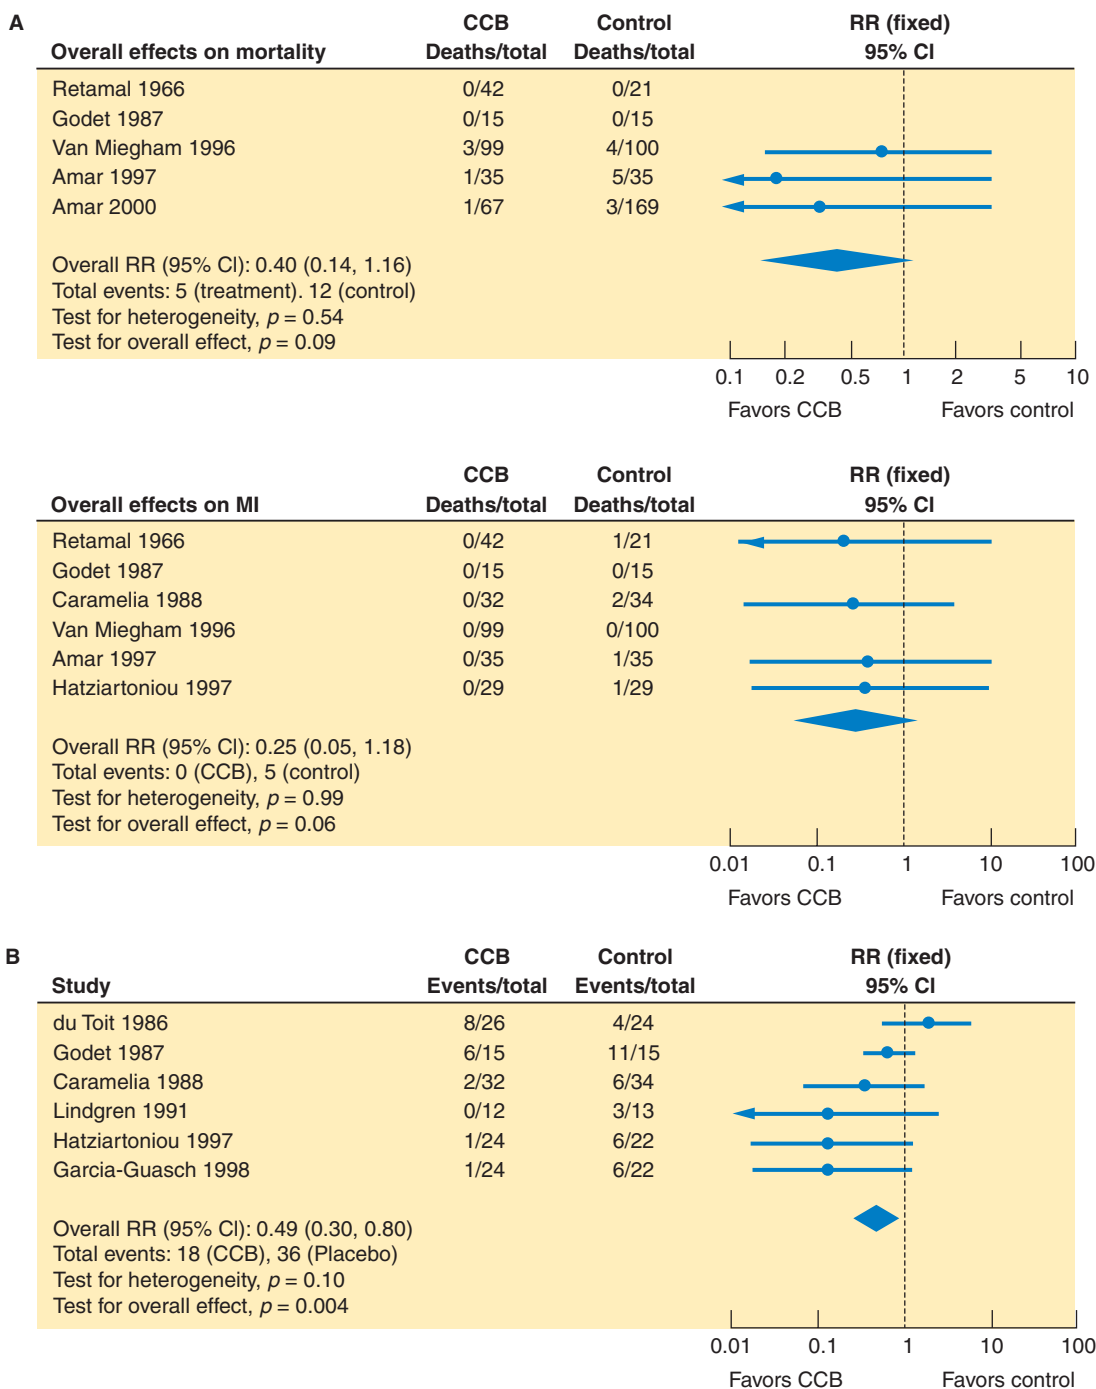 A
CCB Control RR (fixed)
Overall effects on mortality Deaths/total Deaths/total 95% CI
Retamal 1966 0/42 0/21
Godet 1987 0/15 0/15
Van Miegham 1996 3/99 4/100
Amar 1997 1/35 5/35
Amar 2000 1/67 3/169
Overall RR (95% CI): 0.40 (0.14, 1.16)
Total events: 5 (treatment). 12 (control)
Test for heterogeneity, p = 0.54
Test for overall effect, p = 0.09
0.1 0.2 0.5 1 2 5 10
Favors CCB Favors control
CCB Control RR (fixed)
Overall effects on MI Deaths/total Deaths/total 95% CI
Retamal 1966 0/42 1/21
Godet 1987 0/15 0/15
Caramelia 1988 0/32 2/34
Van Miegham 1996 0/99 0/100
Amar 1997 0/35 1/35
Hatziartoniou 1997 0/29 1/29
Overall RR (95% CI): 0.25 (0.05, 1.18)
Total events: 0 (CCB), 5 (control)
Test for heterogeneity, p = 0.99
Test for overall effect, p = 0.06
0.01 0.1 1 10 100
Favors CCB Favors control
B
CCB Control RR (fixed)
Study Events/total Events/total 95% CI
du Toit 1986 8/26 4/24
Godet 1987 6/15 11/15
Caramelia 1988 2/32 6/34
Lindgren 1991 0/12 3/13
Hatziartoniou 1997 1/24 6/22
Garcia-Guasch 1998 1/24 6/22
Overall RR (95% CI): 0.49 (0.30, 0.80)
Total events: 18 (CCB), 36 (Placebo)
Test for heterogeneity, p = 0.10
Test for overall effect, p = 0.004
0.01 0.1 1 10 100
Favors CCB Favors control